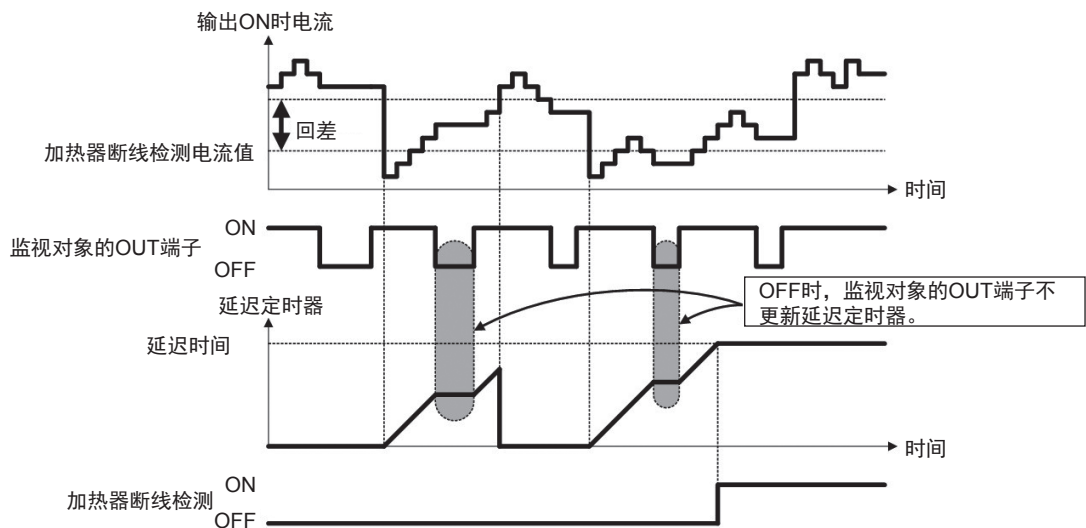 输出ON时电流
回差
加热器断线检测电流值
时间
ON
监视对象的OUT端子
OFF
OFF时，监视对象的OUT端子不
更新延迟定时器。
延迟定时器
延迟时间
时间
ON
加热器断线检测
OFF